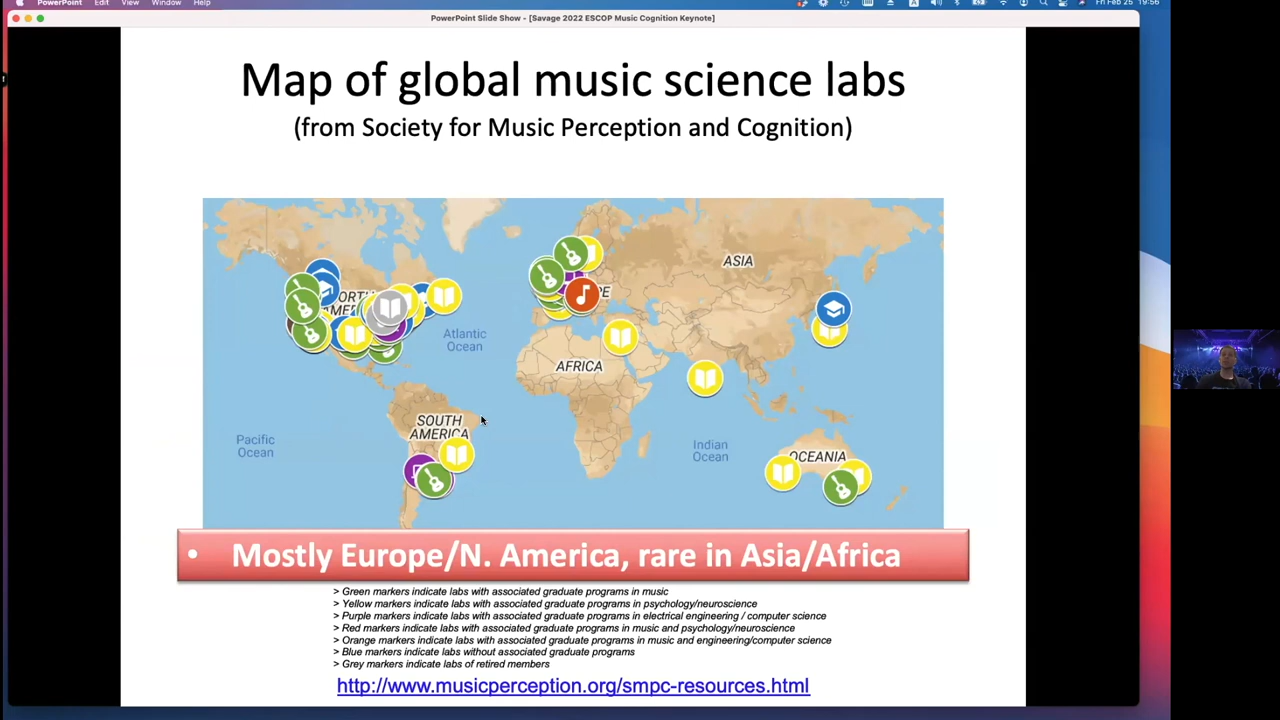 PowerPoint Edit View Window Help
Fri Feb 25 19:56
PowerPoint Slide Show - [Savage 2022 ESCOP Music Cognition Keynote]
Map of global music science labs
(from Society for Music Perception and Cognition)
ASIA
Atlantic
Ocean
AFRICA
SOUTH
AMERICA
Pacific
Ocean
Indian
Ocean
OCEANIA
• Mostly Europe/N. America, rare in Asia/Africa
> Green markers indicate labs with associated graduate programs in music
> Yellow markers indicate labs with associated graduate programs in psychology/neuroscience
> Purple markers indicate labs with associated graduate programs in electrical engineering / computer science
> Red markers indicate labs with associated graduate programs in music and psychology/neuroscience
> Orange markers indicate labs with associated graduate programs in music and engineering/computer science
> Blue markers indicate labs without associated graduate programs
> Grey markers indicate labs of retired members
http://www.musicperception.org/smpc-resources.html